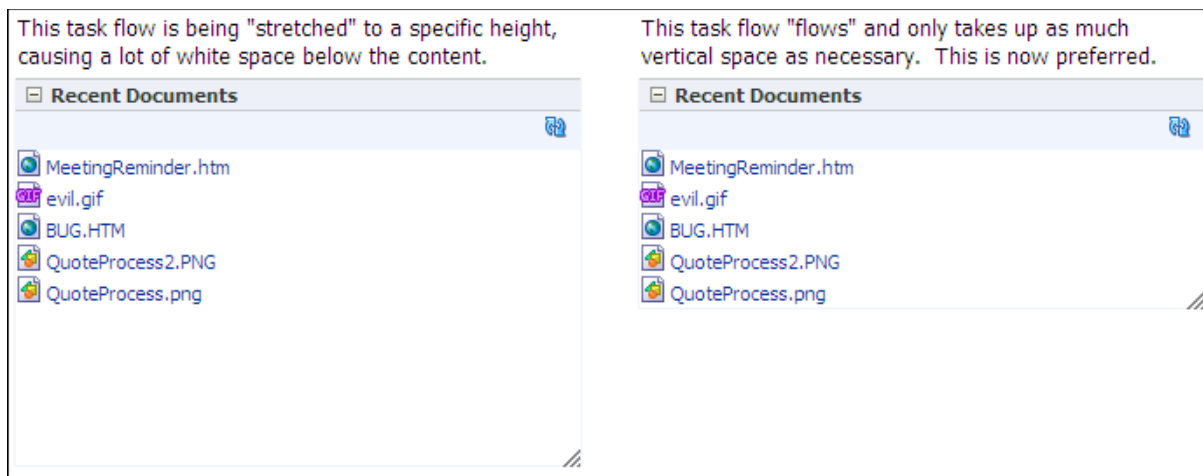 This task flow is being "stretched" to a specific height,
causing a lot of white space below the content.
Recent Documents
MeetingReminder.htm
GIF evil.gif
BUG.HTM
QuoteProcess2.PNG
QuoteProcess.png
This task flow "flows" and only takes up as much
vertical space as necessary.  This is now preferred.
Recent Documents
MeetingReminder.htm
GIF evil.gif
BUG.HTM
QuoteProcess2.PNG
QuoteProcess.png